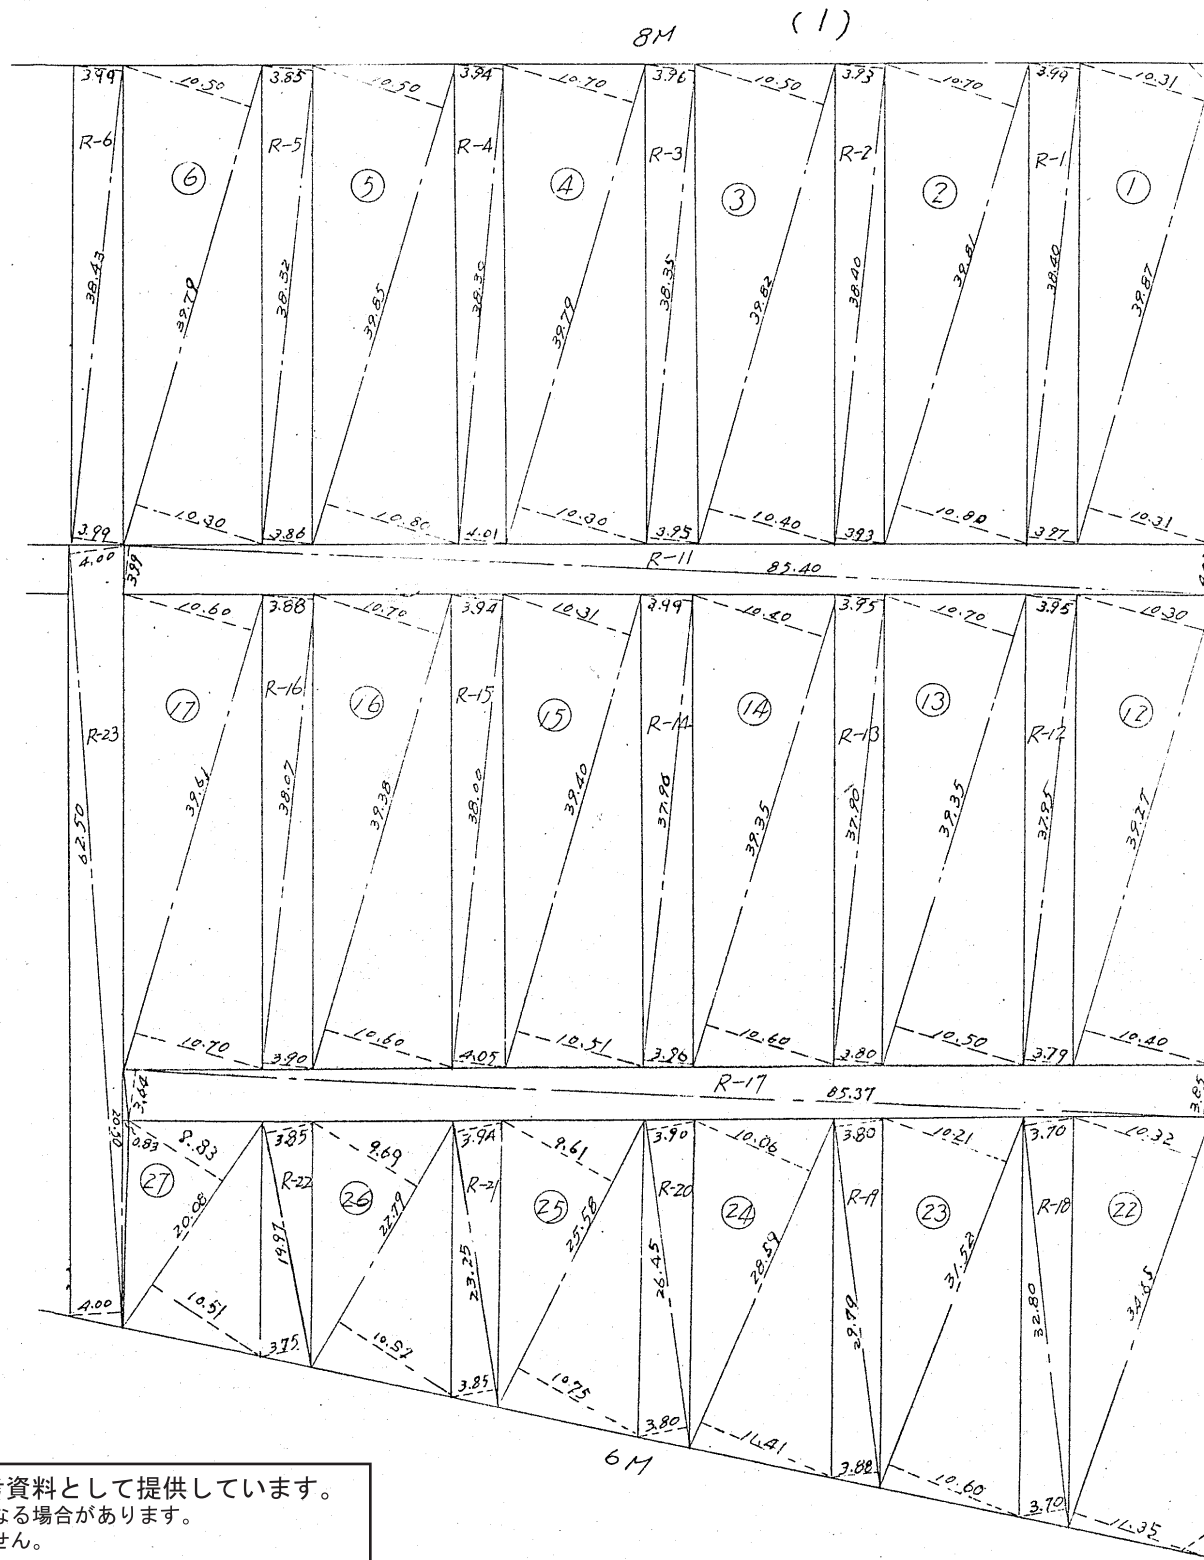 (1)
8M
3.99 10.50 3.85 10.50 3.94 10.70 3.96 10.50 3.93 10.70 3.99 10.31
R-6 R-5 R-4 R-3 R-2 R-1
⑥ ⑤ ④ ③ ② ①
38.43 39.79 38.32 39.85 39.79 38.35 39.82 38.40 39.81 38.40 39.87
3.99 10.30 3.86 10.80 4.01 10.30 3.95 10.40 3.93 10.80 3.97 10.31
4.00 3.99 R-11 85.40
10.60 3.88 10.70 3.94 10.31 3.99 10.40 3.95 10.70 3.95 10.30
R-23 R-16 R-15 R-14 R-13 R-12
⑰ ⑯ ⑮ ⑭ ⑬ ⑫
62.50 39.61 38.07 39.38 38.00 39.40 37.96 39.35 37.90 39.35 37.95 39.27
10.70 3.90 10.60 4.05 10.51 3.86 10.60 3.80 10.50 3.79 10.40
3.64 R-17 85.37 3.85
0.83 8.83 3.85 9.69 3.94 9.61 3.90 10.06 3.80 10.21 3.70 10.32
R-22 R-21 R-20 R-19 R-18
㉗ ㉖ ㉕ ㉔ ㉓ ㉒
20.08 19.97 22.79 23.25 25.58 26.45 28.59 29.79 31.52 32.80 34.65
4.00 10.51 3.75 10.57 3.85 10.75 3.80 11.41 3.88 10.60 3.70 11.35
6M
資料として提供しています。
なる場合があります。
せん。